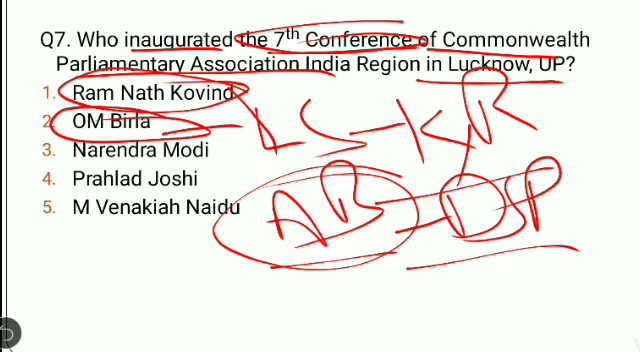 Q7. Who inaugurated the 7th Conference of Commonwealth
Parliamentary Association India Region in Lucknow, UP?
1. Ram Nath Kovind
2. OM Birla
3. Narendra Modi
4. Prahlad Joshi
5. M Venakiah Naidu
LS-KR
AB-DSP